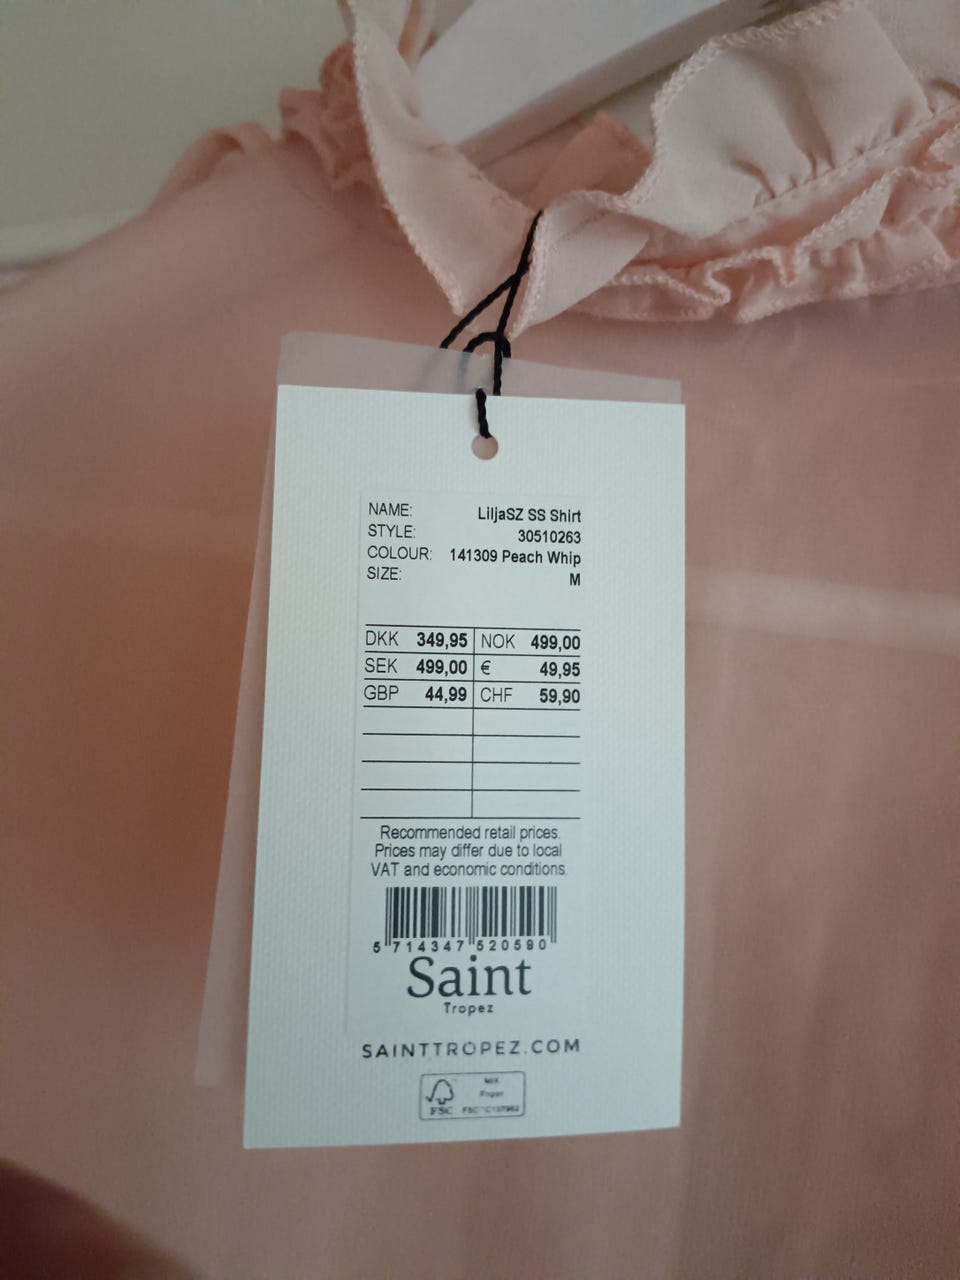 NAME: LiljaSZ SS Shirt
STYLE: 30510263
COLOUR: 141309 Peach Whip
SIZE: M
DKK 349,95 NOK 499,00
SEK 499,00 € 49,95
GBP 44,99 CHF 59,90
Recommended retail prices.
Prices may differ due to local
VAT and economic conditions.
5 714347 520590
Saint
Tropez
SAINTTROPEZ.COM
MIX
Paper
FSC